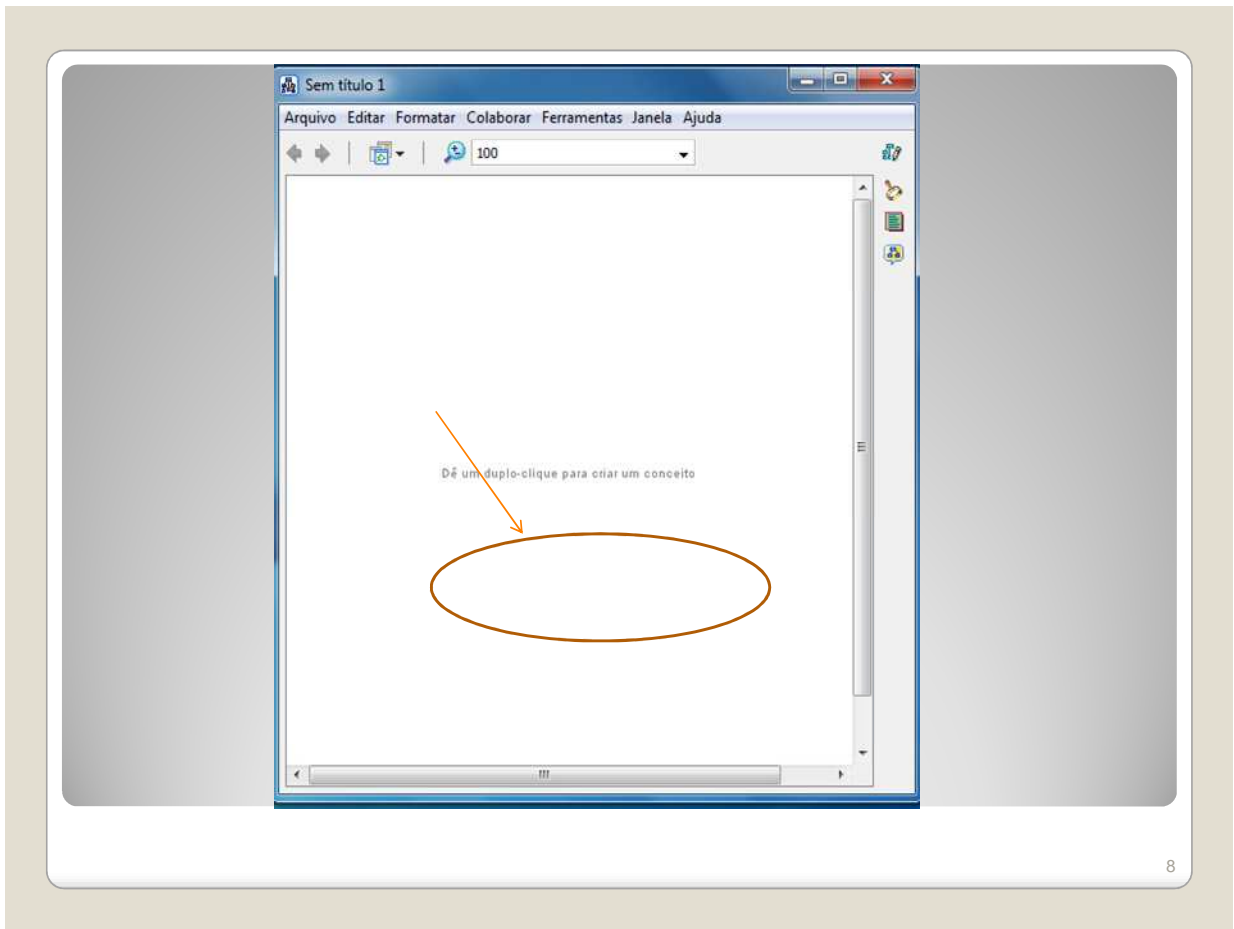 Sem título 1
Arquivo Editar Formatar Colaborar Ferramentas Janela Ajuda
100
Dê um duplo-clique para criar um conceito
8